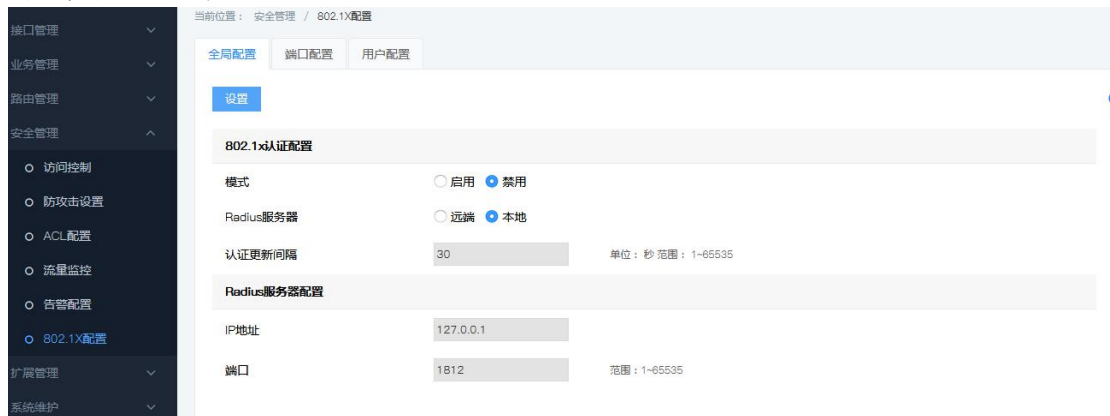 当前位置： 安全管理 / 802.1X配置
接口管理
业务管理
路由管理
安全管理
访问控制
防攻击设置
ACL配置
流量监控
告警配置
802.1X配置
扩展管理
系统维护
全局配置 端口配置 用户配置
设置
802.1x认证配置
模式 启用 禁用
Radius服务器 远端 本地
认证更新间隔 30 单位： 秒 范围： 1~65535
Radius服务器配置
IP地址 127.0.0.1
端口 1812 范围：1~65535